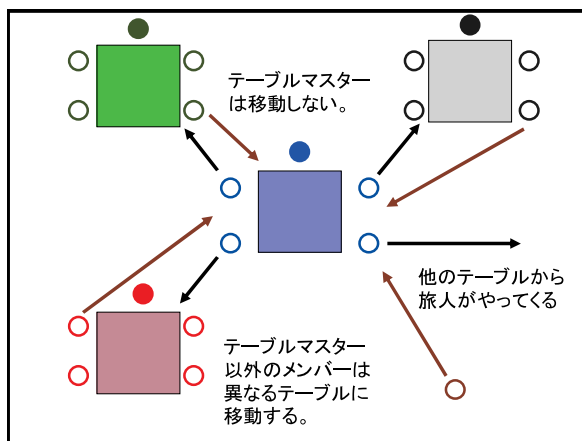 テーブルマスター
は移動しない。
他のテーブルから
旅人がやってくる
テーブルマスター
以外のメンバーは
異なるテーブルに
移動する。